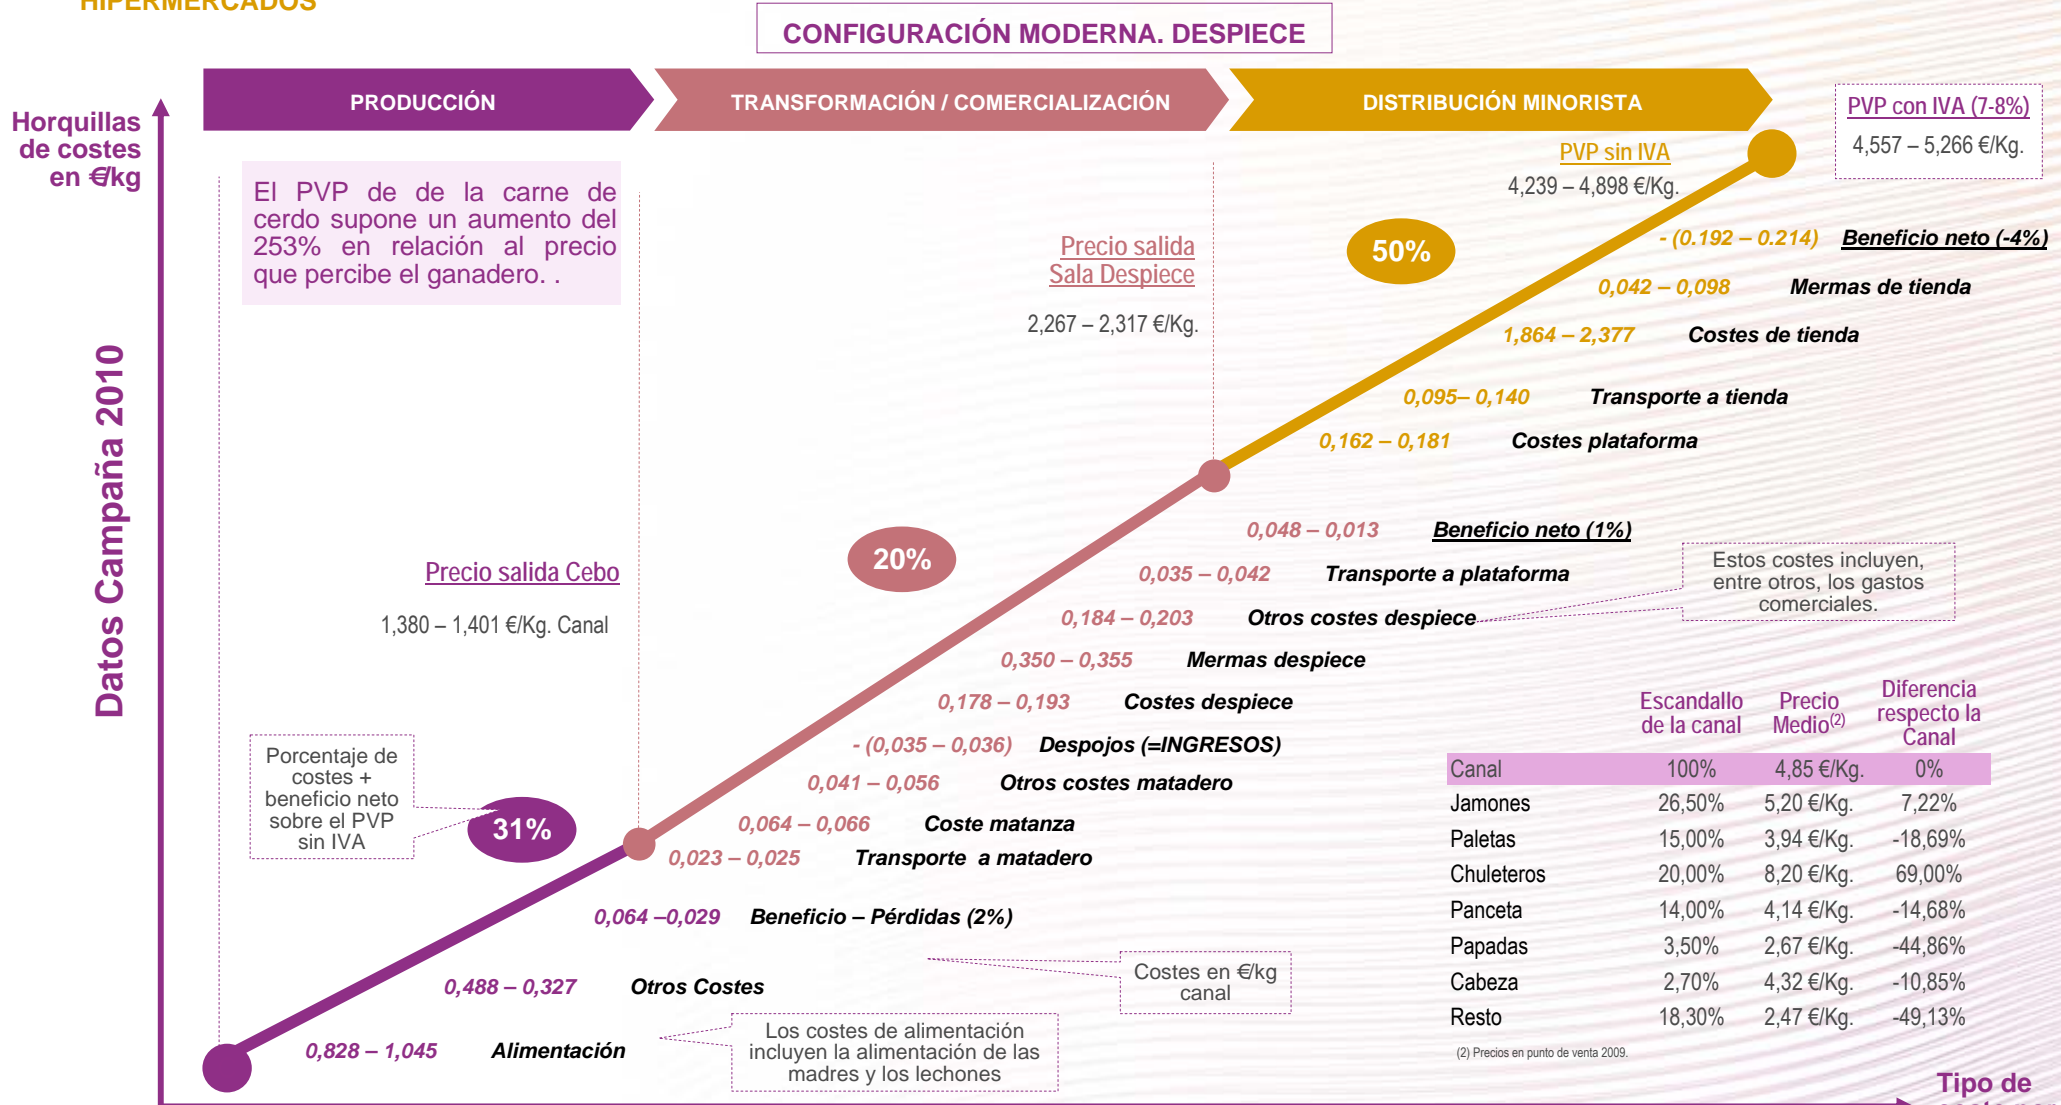 HIPERMERCADOS
CONFIGURACIÓN MODERNA. DESPIECE
PRODUCCIÓN
TRANSFORMACIÓN / COMERCIALIZACIÓN
DISTRIBUCIÓN MINORISTA
PVP con IVA (7-8%)
4,557 – 5,266 €/Kg.
Horquillas
de costes
en €/kg
Datos Campaña 2010
El PVP de de la carne de
cerdo supone un aumento del
253% en relación al precio
que percibe el ganadero. .
PVP sin IVA
4,239 – 4,898 €/Kg.
50%
- (0.192 – 0.214) Beneficio neto (-4%)
0,042 – 0,098 Mermas de tienda
1,864 – 2,377 Costes de tienda
0,095– 0,140 Transporte a tienda
0,162 – 0,181 Costes plataforma
Precio salida
Sala Despiece
2,267 – 2,317 €/Kg.
20%
0,048 – 0,013 Beneficio neto (1%)
0,035 – 0,042 Transporte a plataforma
0,184 – 0,203 Otros costes despiece
0,350 – 0,355 Mermas despiece
0,178 – 0,193 Costes despiece
- (0,035 – 0,036) Despojos (=INGRESOS)
0,041 – 0,056 Otros costes matadero
0,064 – 0,066 Coste matanza
0,023 – 0,025 Transporte a matadero
Estos costes incluyen,
entre otros, los gastos
comerciales.
Precio salida Cebo
1,380 – 1,401 €/Kg. Canal
Porcentaje de
costes +
beneficio neto
sobre el PVP
sin IVA
31%
0,064 –0,029 Beneficio – Pérdidas (2%)
0,488 – 0,327 Otros Costes
0,828 – 1,045 Alimentación
Costes en €/kg
canal
Los costes de alimentación
incluyen la alimentación de las
madres y los lechones
Escandallo
de la canal
Precio
Medio(2)
Diferencia
respecto la
Canal
Canal 100% 4,85 €/Kg. 0%
Jamones 26,50% 5,20 €/Kg. 7,22%
Paletas 15,00% 3,94 €/Kg. -18,69%
Chuleteros 20,00% 8,20 €/Kg. 69,00%
Panceta 14,00% 4,14 €/Kg. -14,68%
Papadas 3,50% 2,67 €/Kg. -44,86%
Cabeza 2,70% 4,32 €/Kg. -10,85%
Resto 18,30% 2,47 €/Kg. -49,13%
(2) Precios en punto de venta 2009.
Tipo de